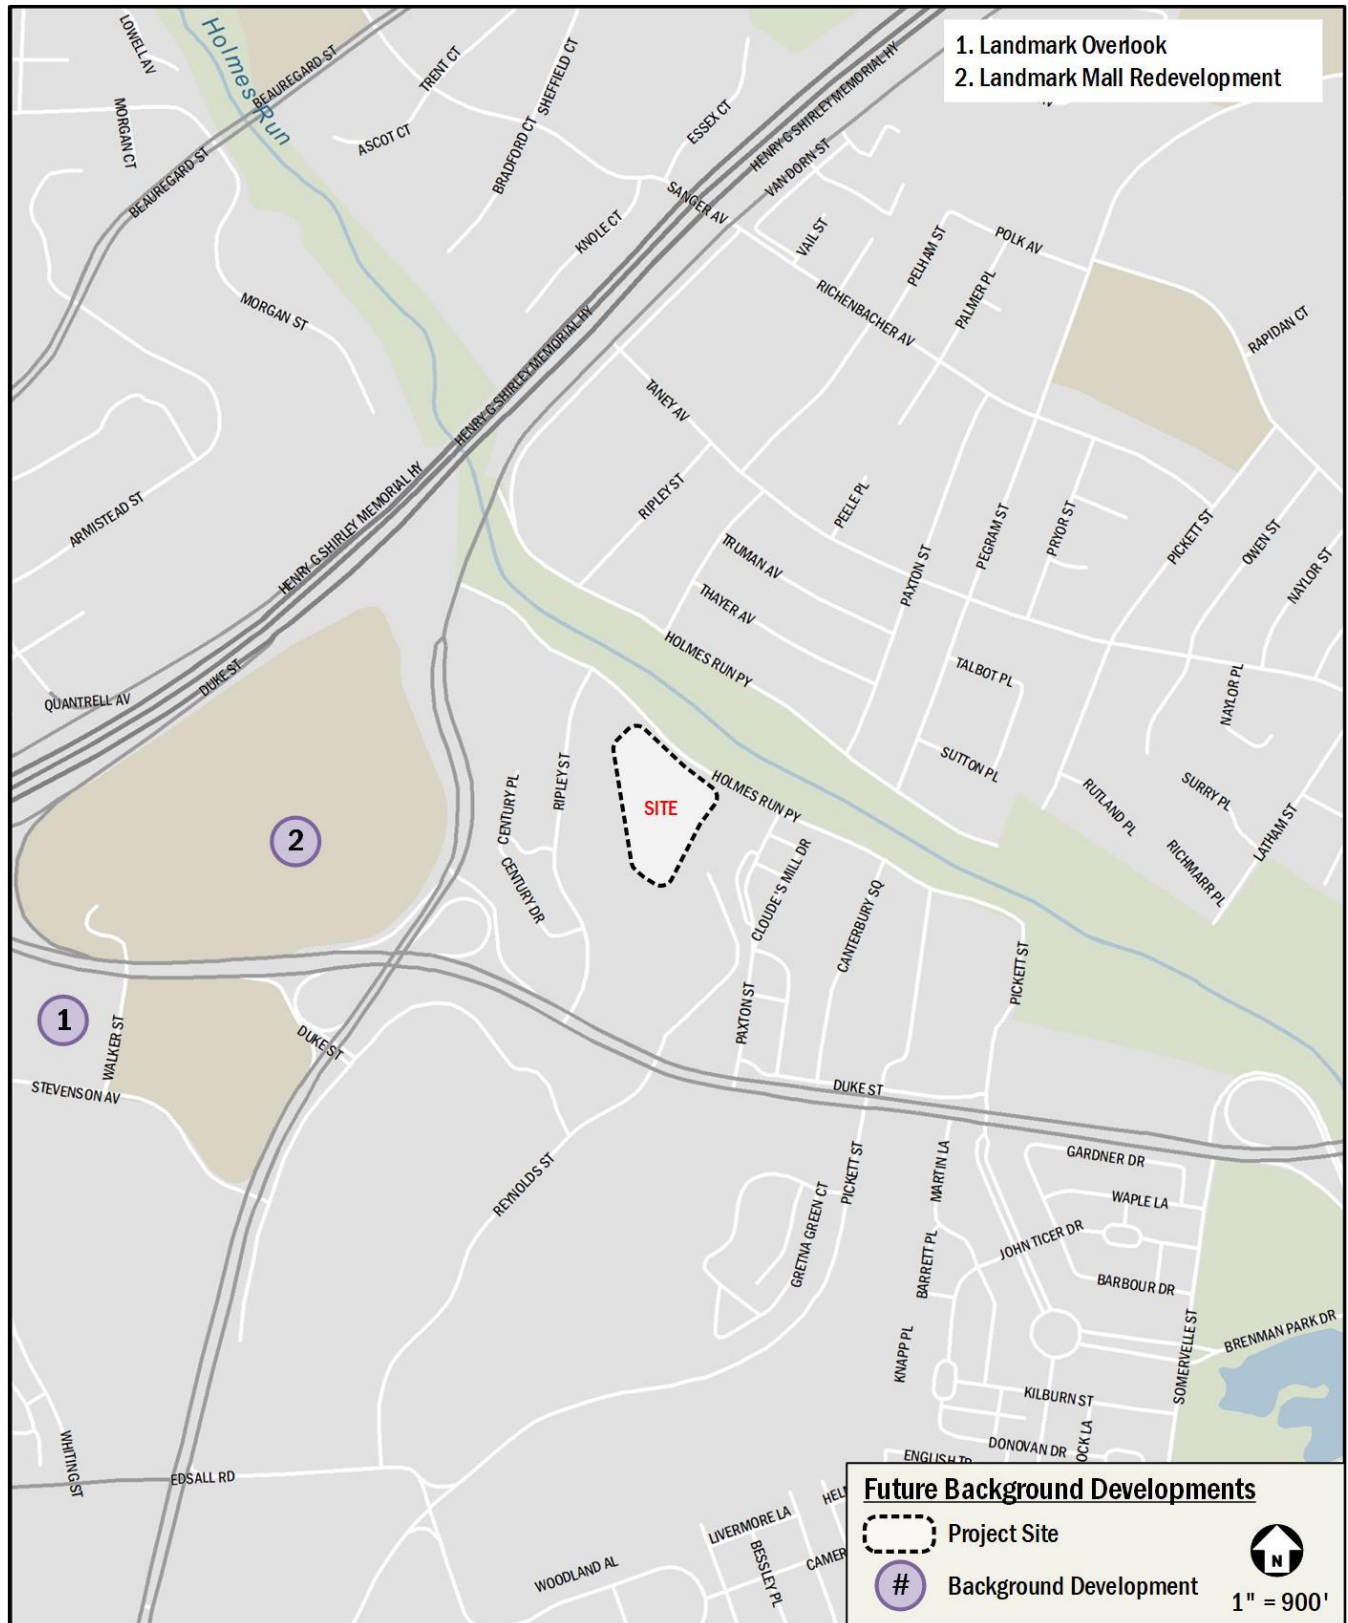 1. Landmark Overlook
2. Landmark Mall Redevelopment
LOWELL AV
Holmes Run
BEAUREGARD ST
TRENT CT
SHEFFIELD CT
HENRY G SHIRLEY MEMORIAL HY
MORGAN CT
ASCOT CT
BRADFORD CT
ESSEX CT
VAN DORN ST
BEAUREGARD ST
SANGER AV
KNOLE CT
VAIL ST
PELHAM ST
POLK AV
MORGAN ST
RICHENBACHER AV
PALMER PL
RAPIDAN CT
HENRY G SHIRLEY MEMORIAL HY
TANEY AV
ARMISTEAD ST
HENRY G SHIRLEY MEMORIAL HY
RIPLEY ST
PEELE PL
TRUMAN AV
PAXTON ST
PEGRAM ST
PRYOR ST
PICKETT ST
OWEN ST
NAYLOR ST
THAYER AV
HOLMES RUN PY
TALBOT PL
NAYLOR PL
DUKE ST
QUANTRELL AV
SUTTON PL
CENTURY PL
RIPLEY ST
SITE
HOLMES RUN PY
RUTLAND PL
SURRY PL
LATHAM ST
RICHMARR PL
2
CENTURY DR
CLOUDE'S MILL DR
CANTERBURY SQ
PICKETT ST
1
WALKER ST
DUKE ST
PAXTON ST
STEVENSON AV
DUKE ST
REYNOLDS ST
PICKETT ST
MARTIN LA
GARDNER DR
WAPLE LA
GRETNA GREEN CT
BARRETT PL
JOHN TICER DR
BARBOUR DR
KNAPP PL
SOMERVELLE ST
BRENMAN PARK DR
KILBURN ST
WHITING ST
EDSALL RD
DONOVAN DR
OCK LA
ENGLISH
LIVERMORE LA
BESSLEY PL
WOODLAND AL
CAMER
Future Background Developments
Project Site
N
# Background Development
1" = 900'